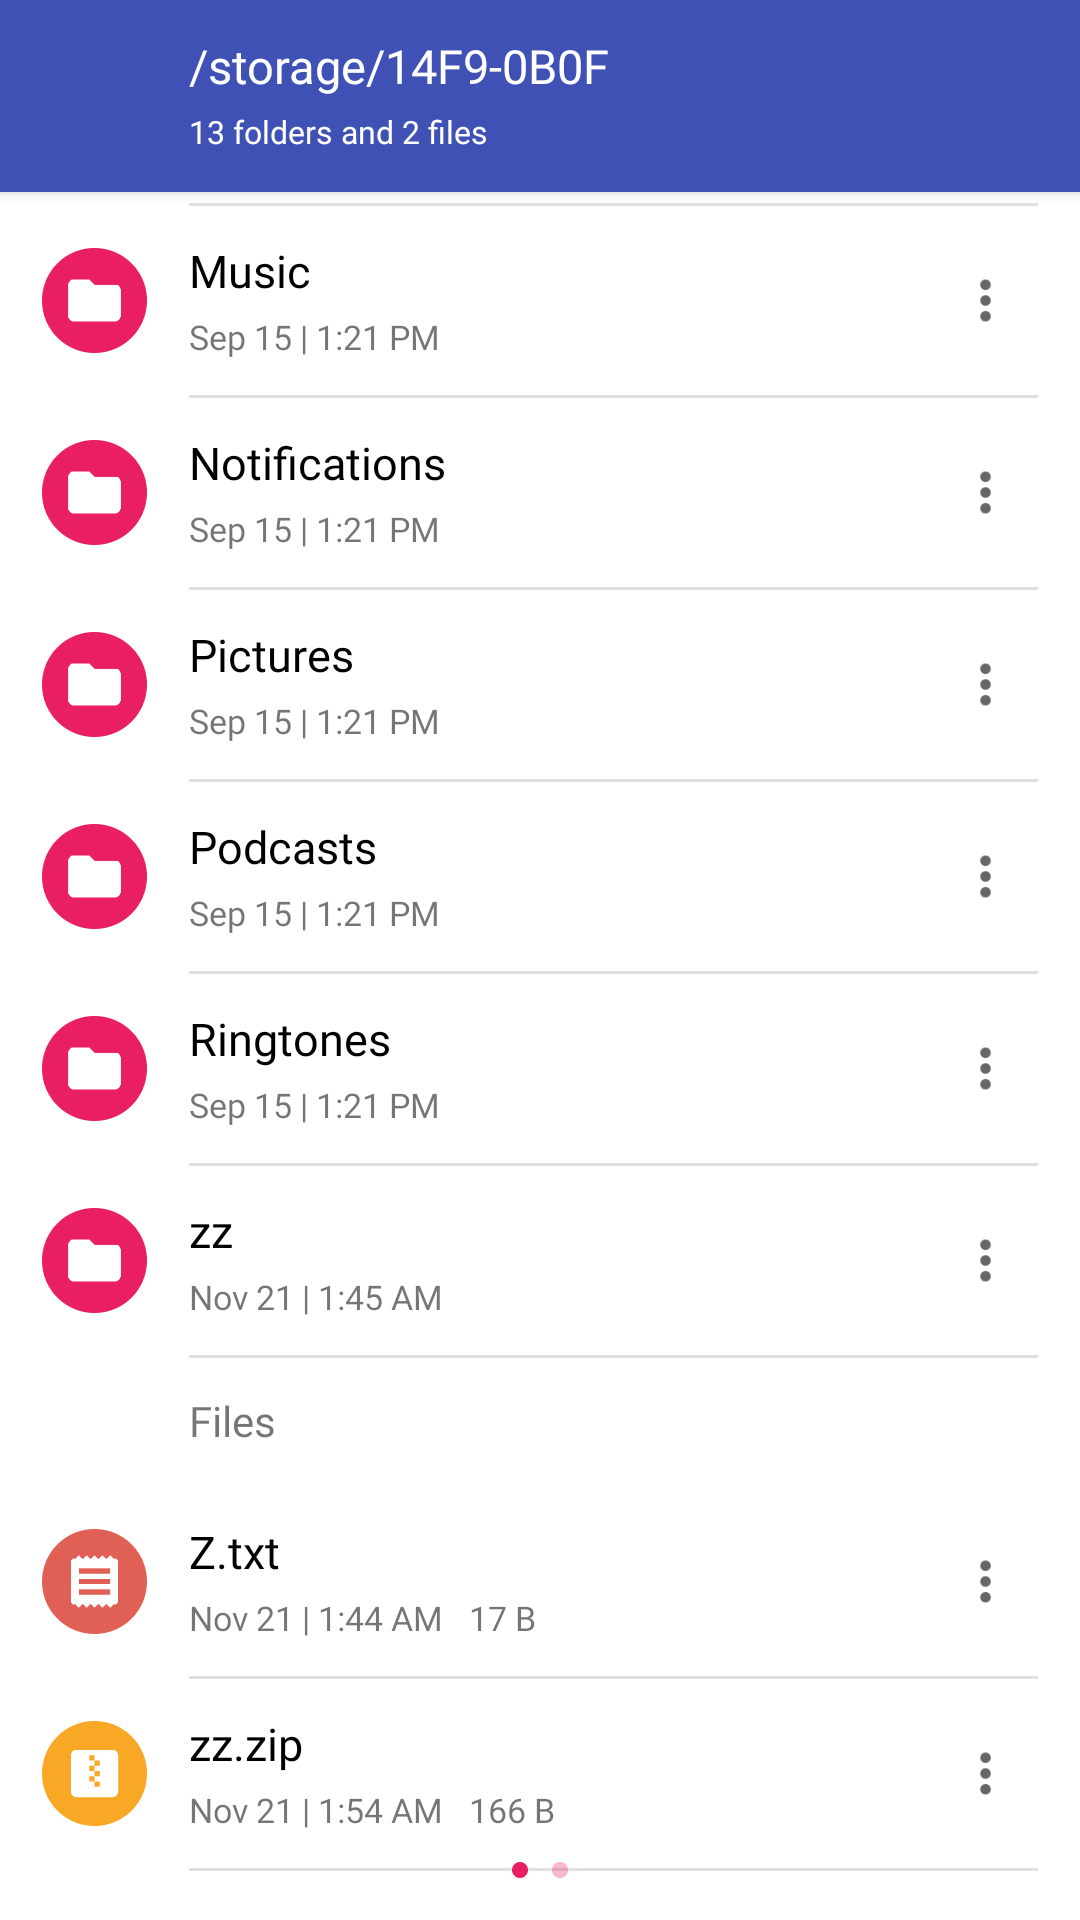 /storage/14F9-0B0F
13 folders and 2 files
Music
Sep 15 | 1:21 PM
Notifications
Sep 15 | 1:21 PM
Pictures
Sep 15 | 1:21 PM
Podcasts
Sep 15 | 1:21 PM
Ringtones
Sep 15 | 1:21 PM
zz
Nov 21 | 1:45 AM
Files
Z.txt
Nov 21 | 1:44 AM 17 B
zz.zip
Nov 21 | 1:54 AM 166 B